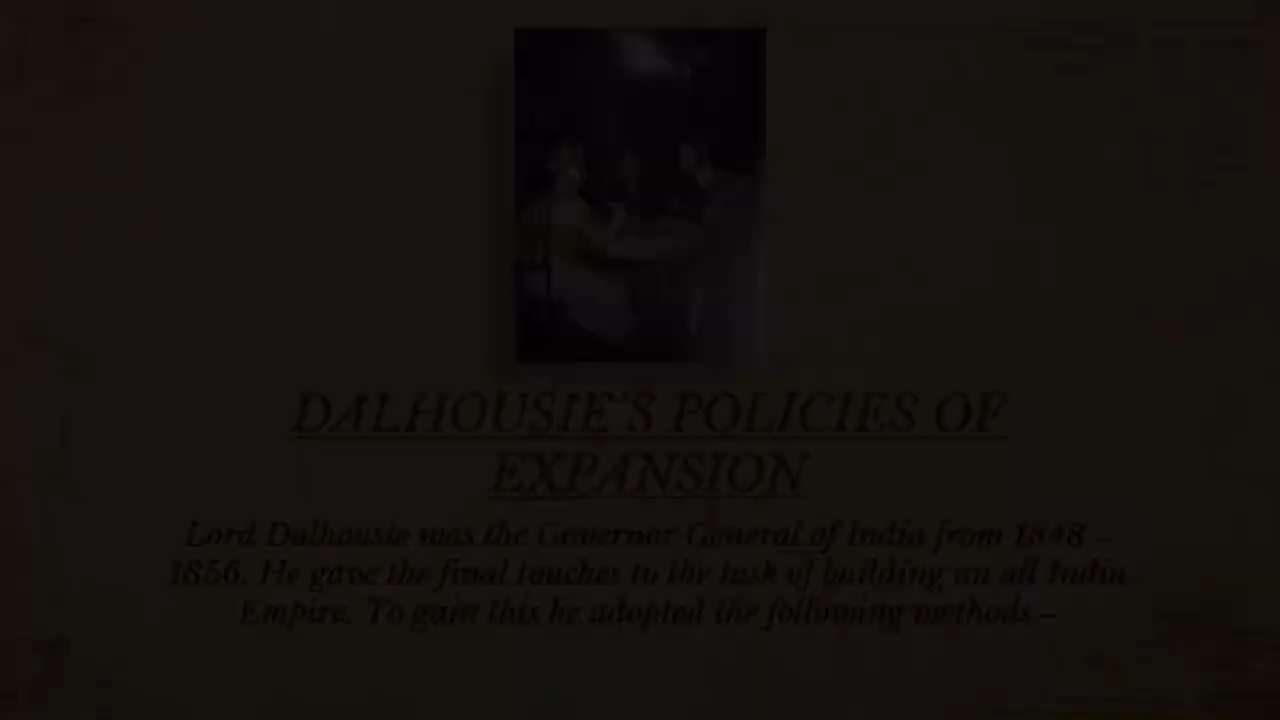 DALHOUSIE'S POLICIES OF
EXPANSION
Lord Dalhousie was the Governor General of India from 1848 –
1856. He gave the final touches to the task of building an all India
Empire. To gain this he adopted the following methods –